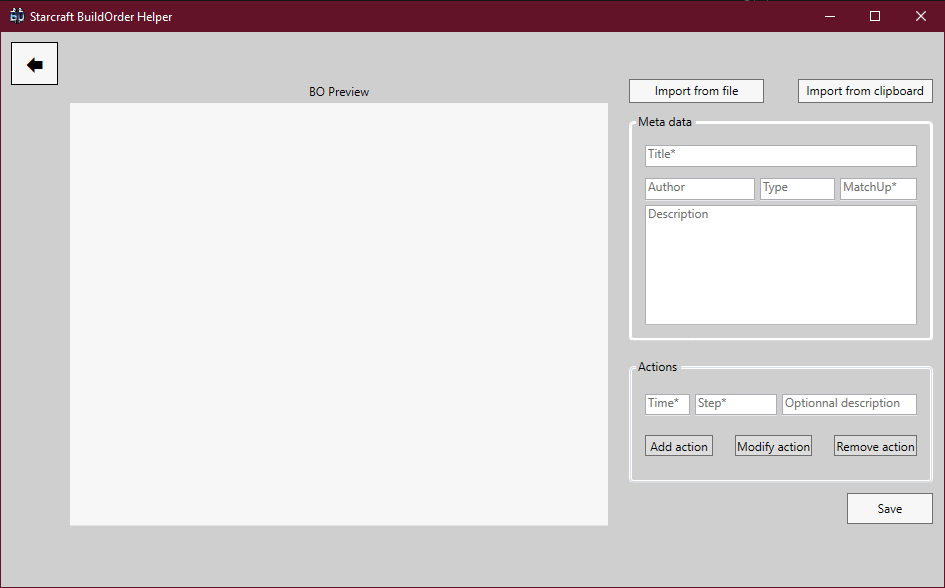 Starcraft BuildOrder Helper
BO Preview
Import from file
Import from clipboard
Meta data
Title*
Author
Type
MatchUp*
Description
Actions
Time*
Step*
Optionnal description
Add action
Modify action
Remove action
Save